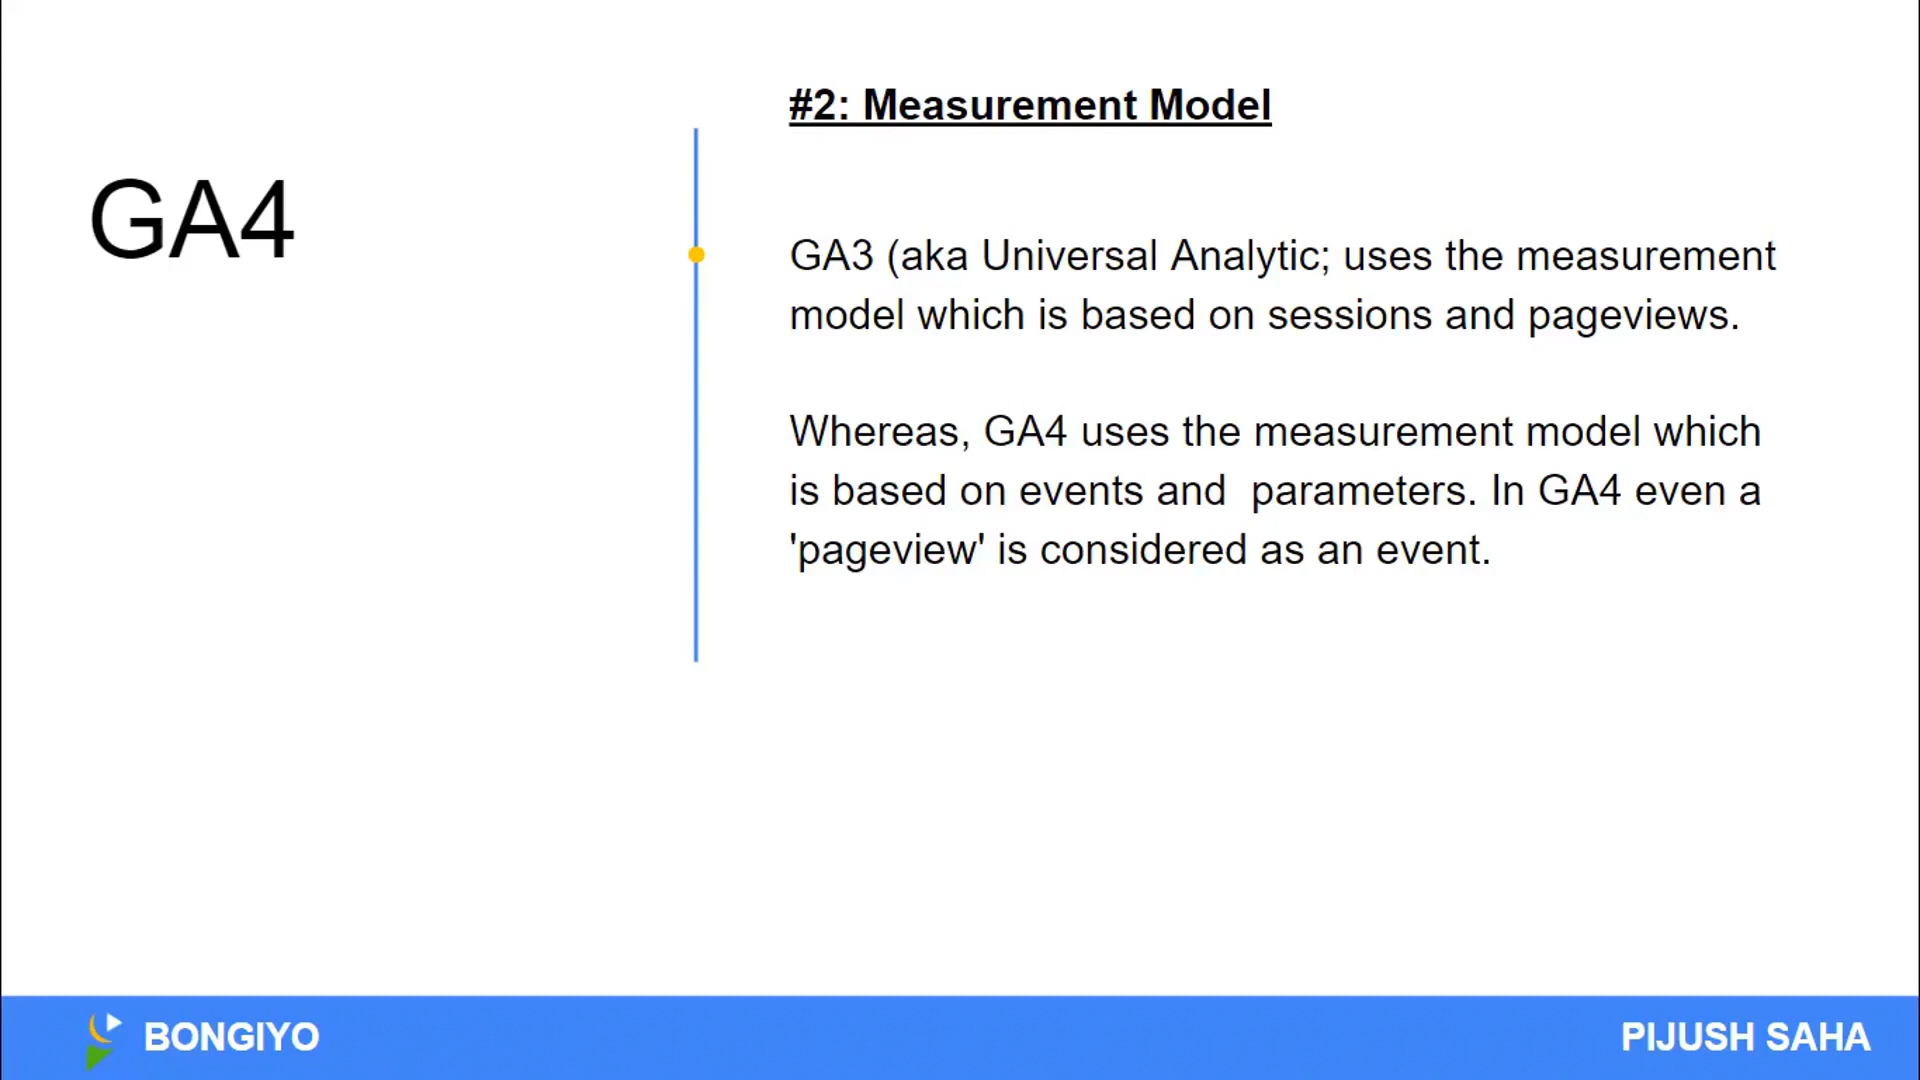 GA4
#2: Measurement Model
GA3 (aka Universal Analytic; uses the measurement
model which is based on sessions and pageviews.
Whereas, GA4 uses the measurement model which
is based on events and  parameters. In GA4 even a
'pageview' is considered as an event.
BONGIYO
PIJUSH SAHA